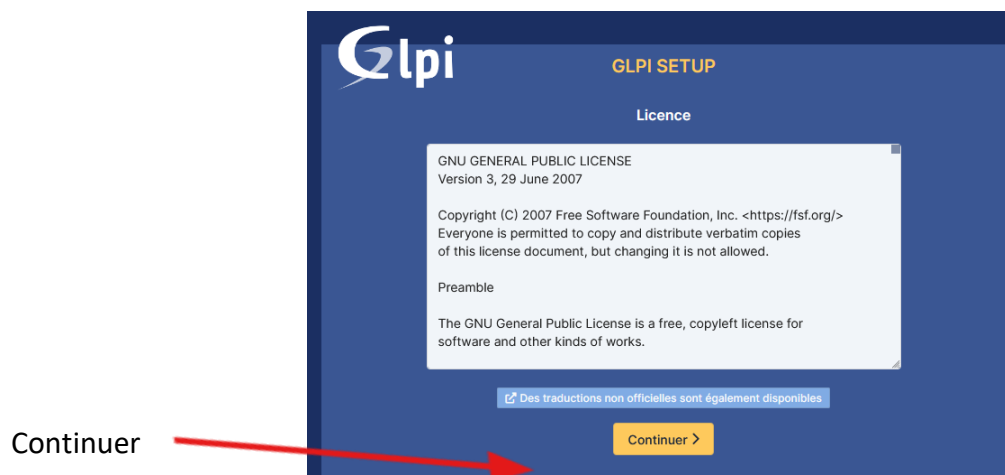 Glpi
GLPI SETUP
Licence
GNU GENERAL PUBLIC LICENSE
Version 3, 29 June 2007
Copyright (C) 2007 Free Software Foundation, Inc. <https://fsf.org/>
Everyone is permitted to copy and distribute verbatim copies
of this license document, but changing it is not allowed.
Preamble
The GNU General Public License is a free, copyleft license for
software and other kinds of works.
Des traductions non officielles sont également disponibles
Continuer >
Continuer